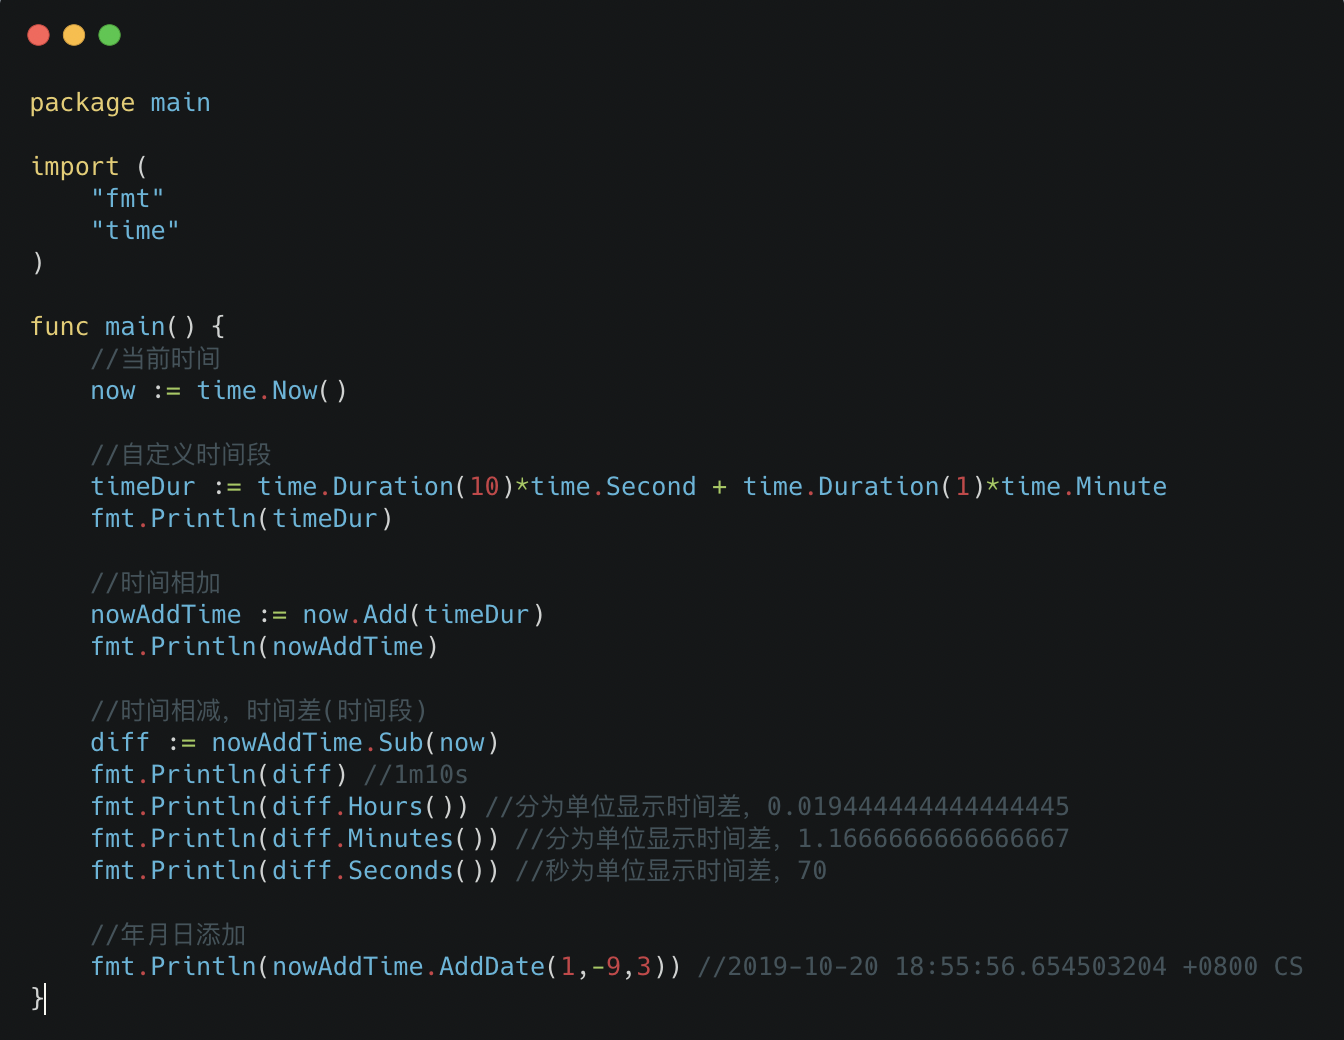 package main
import (
"fmt"
"time"
)
func main() {
//当前时间
now := time.Now()
//自定义时间段
timeDur := time.Duration(10)*time.Second + time.Duration(1)*time.Minute
fmt.Println(timeDur)
//时间相加
nowAddTime := now.Add(timeDur)
fmt.Println(nowAddTime)
//时间相减，时间差(时间段)
diff := nowAddTime.Sub(now)
fmt.Println(diff) //1m10s
fmt.Println(diff.Hours()) //分为单位显示时间差，0.019444444444444445
fmt.Println(diff.Minutes()) //分为单位显示时间差，1.1666666666666667
fmt.Println(diff.Seconds()) //秒为单位显示时间差，70
//年月日添加
fmt.Println(nowAddTime.AddDate(1,-9,3)) //2019-10-20 18:55:56.654503204 +0800 CS
}